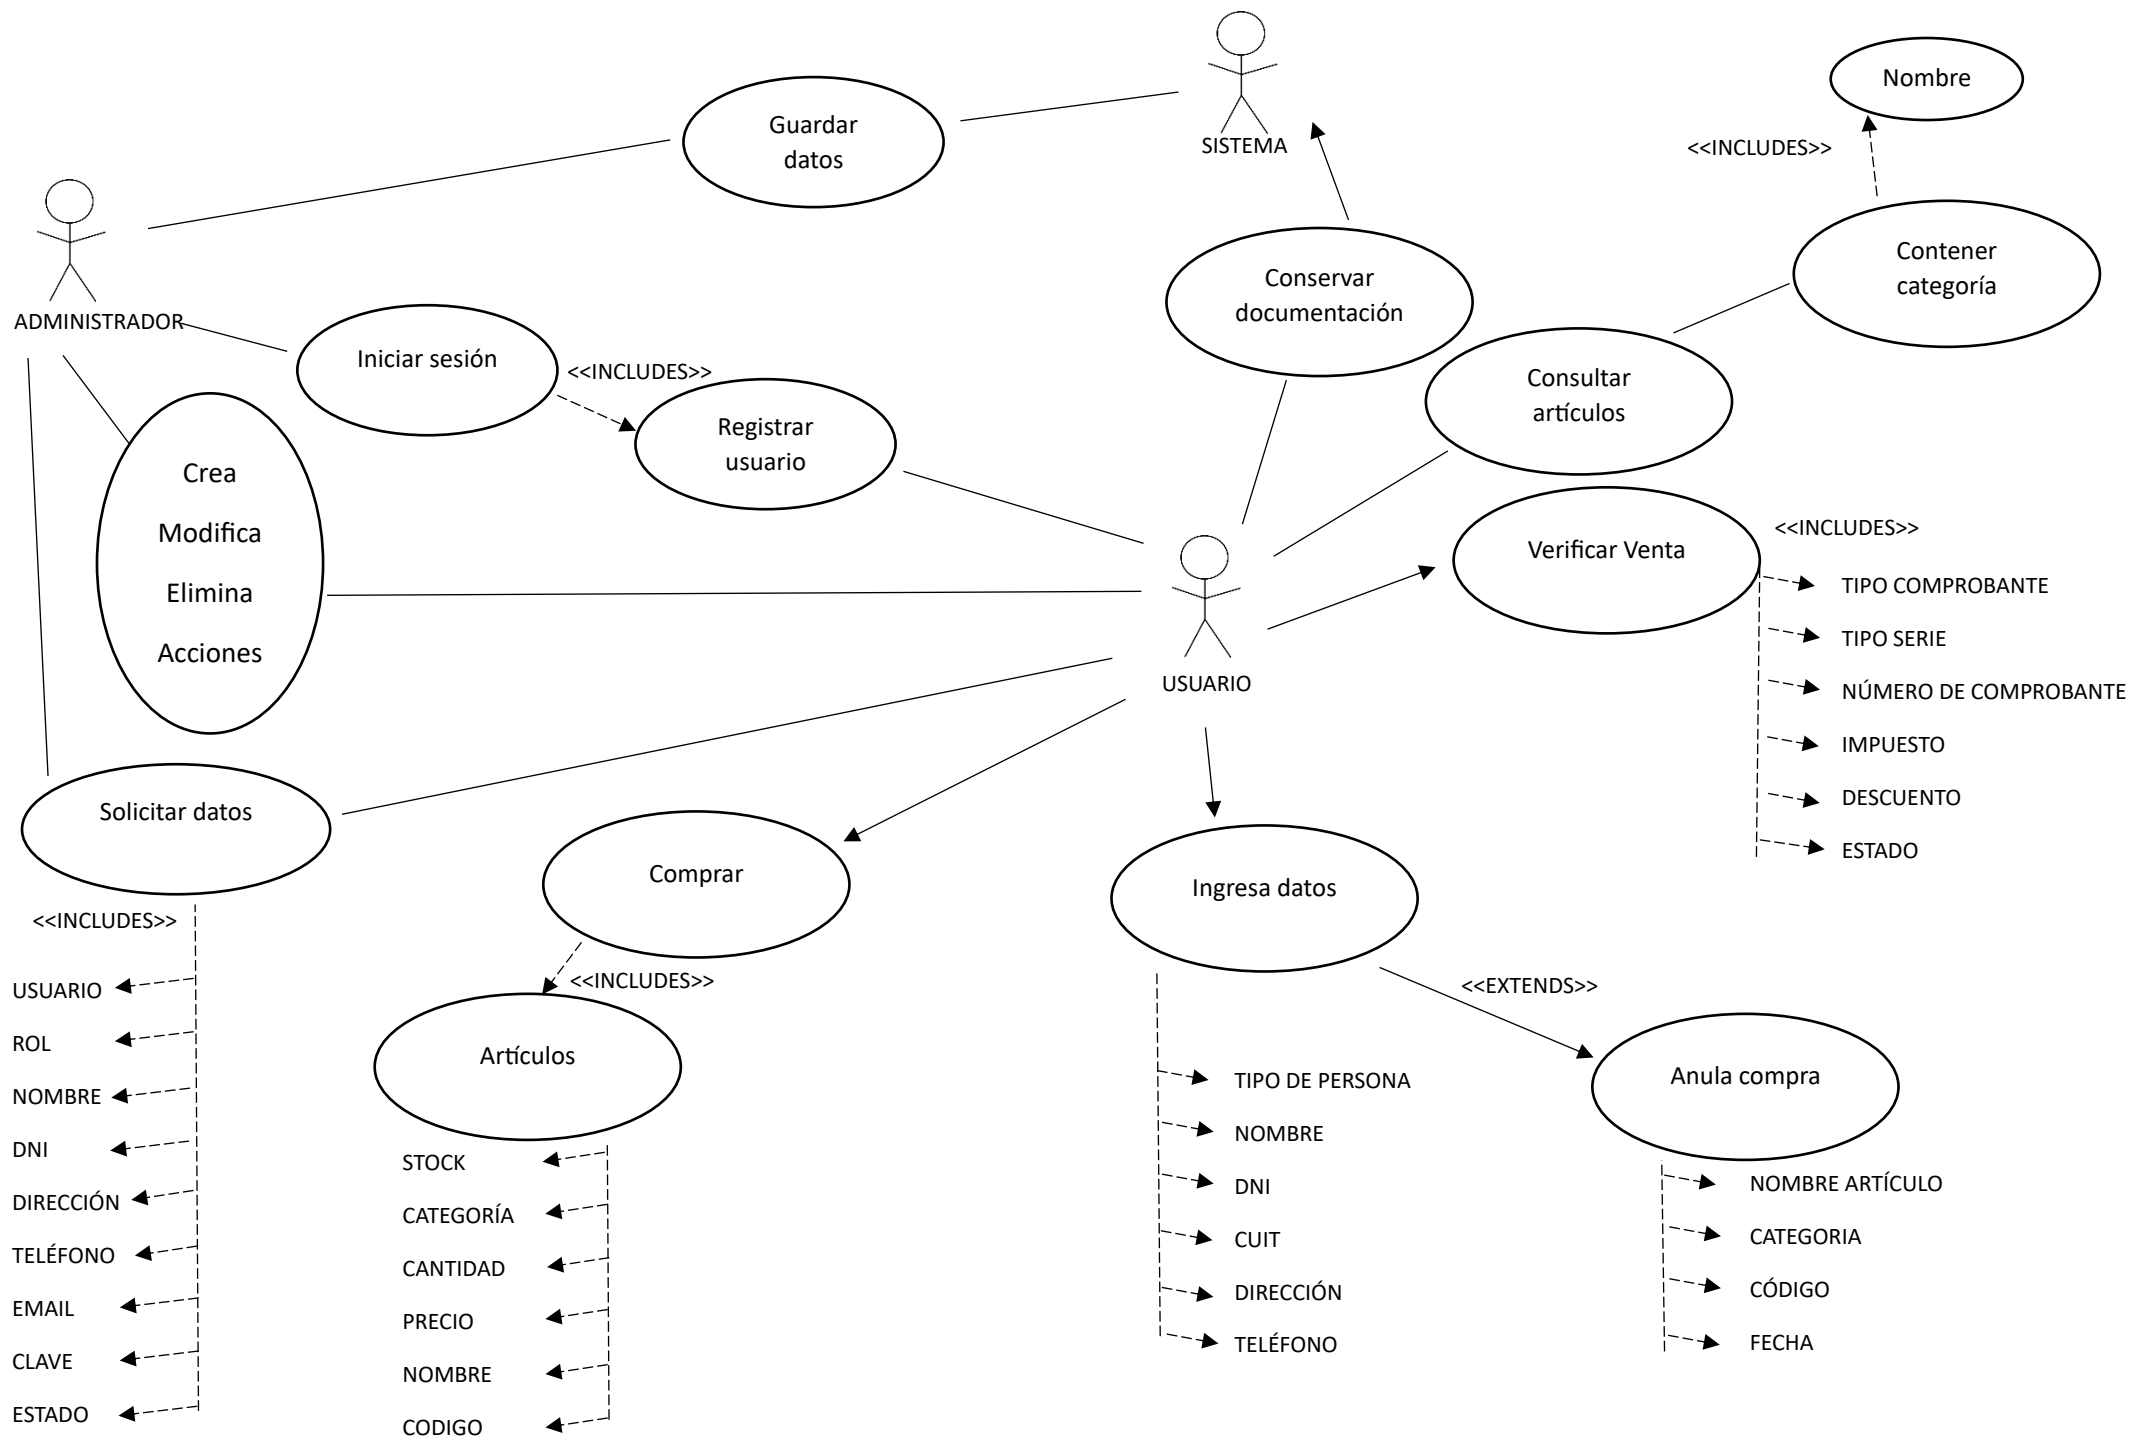 Nombre
Guardar
datos
SISTEMA
<<INCLUDES>>
Contener
categoría
Conservar
documentación
ADMINISTRADOR
Iniciar sesión
<<INCLUDES>>
Registrar
usuario
Consultar
artículos
Crea
Modifica
Elimina
Acciones
Verificar Venta
<<INCLUDES>>
TIPO COMPROBANTE
TIPO SERIE
NÚMERO DE COMPROBANTE
IMPUESTO
DESCUENTO
ESTADO
USUARIO
Solicitar datos
<<INCLUDES>>
USUARIO
ROL
NOMBRE
DNI
DIRECCIÓN
TELÉFONO
EMAIL
CLAVE
ESTADO
Comprar
<<INCLUDES>>
Artículos
STOCK
CATEGORÍA
CANTIDAD
PRECIO
NOMBRE
CODIGO
Ingresa datos
<<EXTENDS>>
TIPO DE PERSONA
NOMBRE
DNI
CUIT
DIRECCIÓN
TELÉFONO
Anula compra
NOMBRE ARTÍCULO
CATEGORIA
CÓDIGO
FECHA